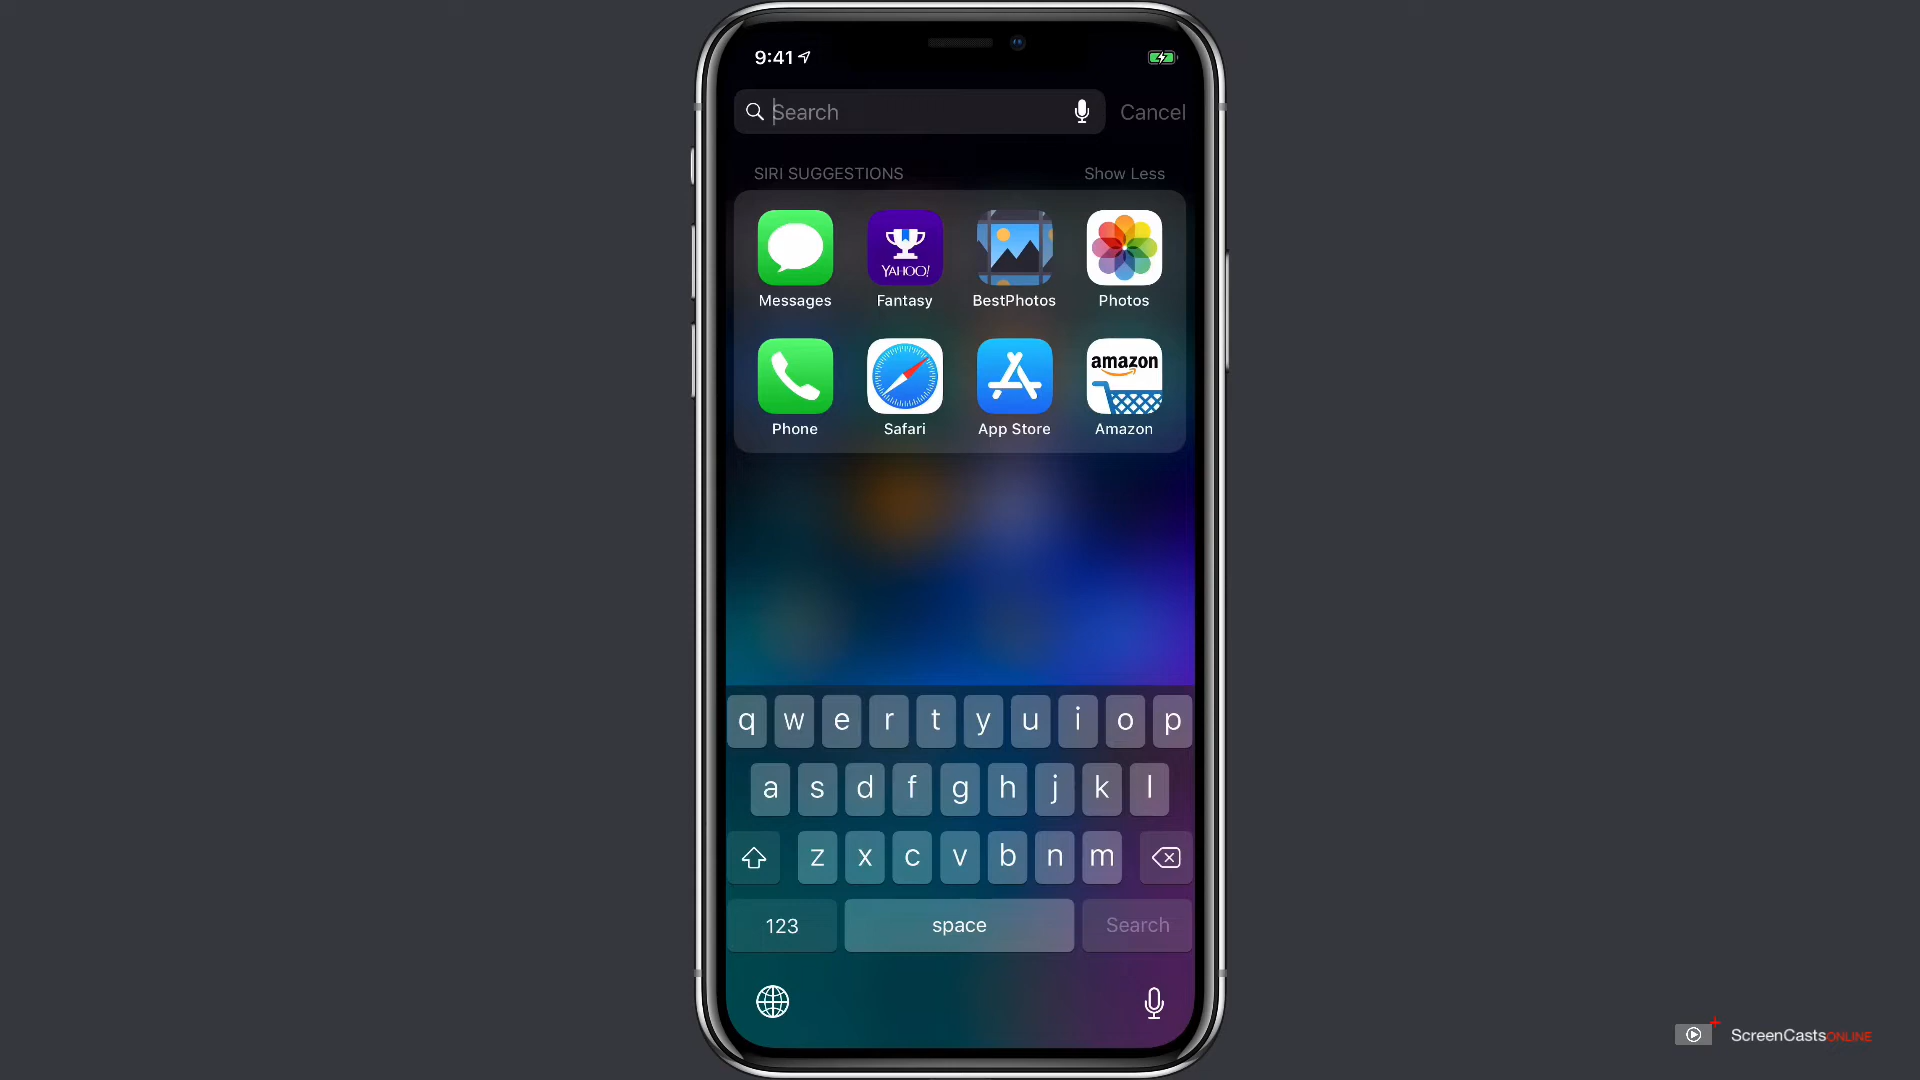 9:41
Search
Cancel
SIRI SUGGESTIONS
Show Less
YAHOO!
Messages
Fantasy
BestPhotos
Photos
amazon
Phone
Safari
App Store
Amazon
q w e r t y u i o p
a s d f g h j k l
z x c v b n m
123
space
Search
ScreenCastsONLINE